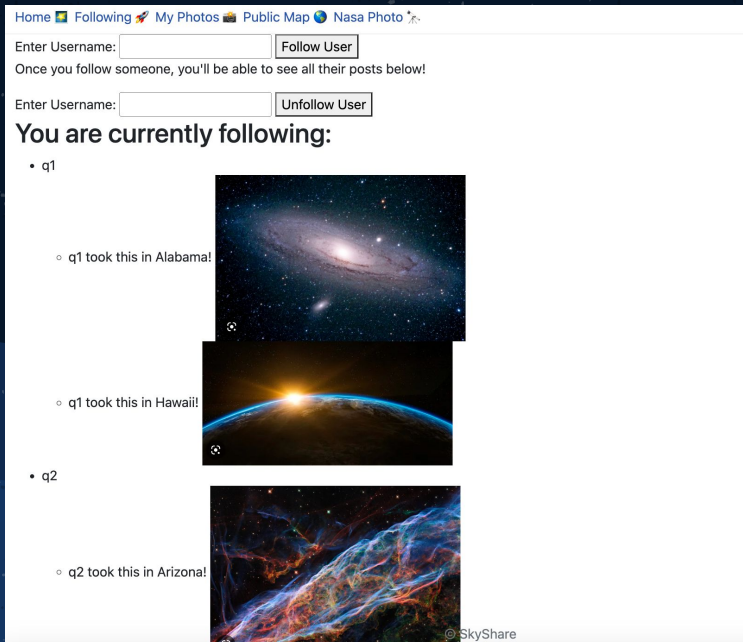 Home 🌠 Following 🚀 My Photos 📸 Public Map 🌎 Nasa Photo 🔭
Enter Username: Follow User
Once you follow someone, you'll be able to see all their posts below!
Enter Username: Unfollow User
You are currently following:
q1
q1 took this in Alabama!
q1 took this in Hawaii!
q2
q2 took this in Arizona!
© SkyShare